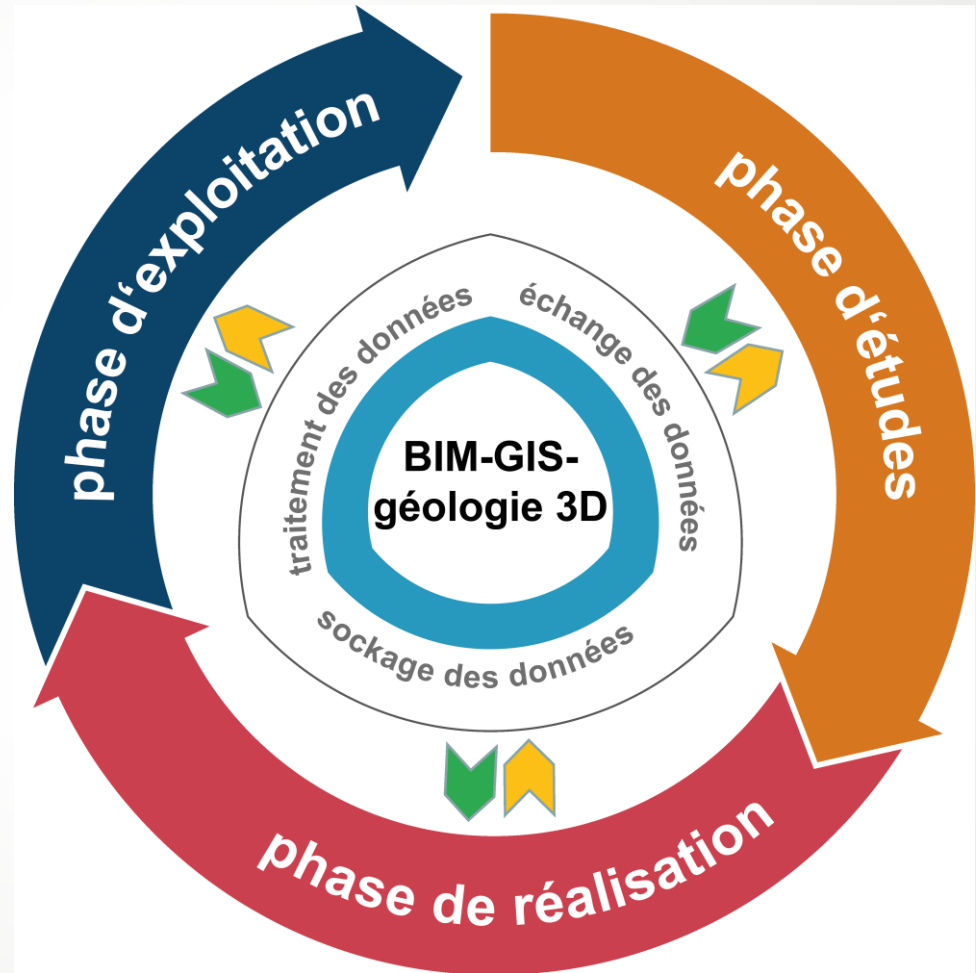 phase d‘exploitation
phase d‘études
phase de réalisation
traitement des données
échange des données
sockage des données
BIM-GIS-
géologie 3D